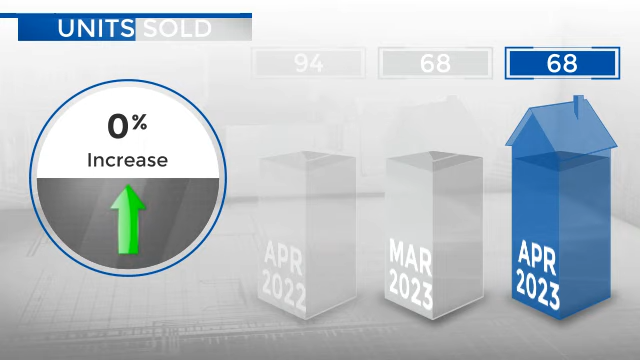 UNITS SOLD
94
68
68
0%
Increase
APR
2022
MAR
2023
APR
2023